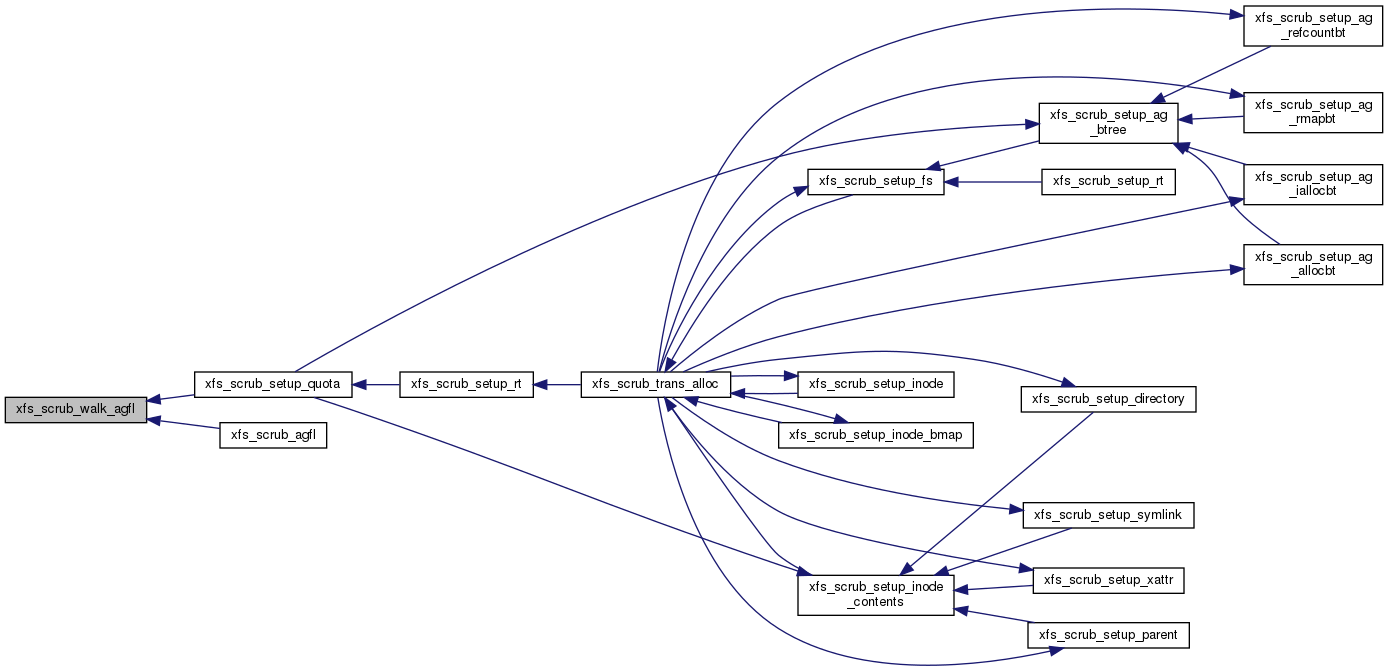 xfs_scrub_setup_ag
_refcountbt
xfs_scrub_setup_ag
_rmapbt
xfs_scrub_setup_ag
_btree
xfs_scrub_setup_fs
xfs_scrub_setup_rt
xfs_scrub_setup_ag
_iallocbt
xfs_scrub_setup_ag
_allocbt
xfs_scrub_walk_agfl
xfs_scrub_setup_quota
xfs_scrub_setup_rt
xfs_scrub_trans_alloc
xfs_scrub_setup_inode
xfs_scrub_setup_directory
xfs_scrub_agfl
xfs_scrub_setup_inode_bmap
xfs_scrub_setup_symlink
xfs_scrub_setup_inode
_contents
xfs_scrub_setup_xattr
xfs_scrub_setup_parent